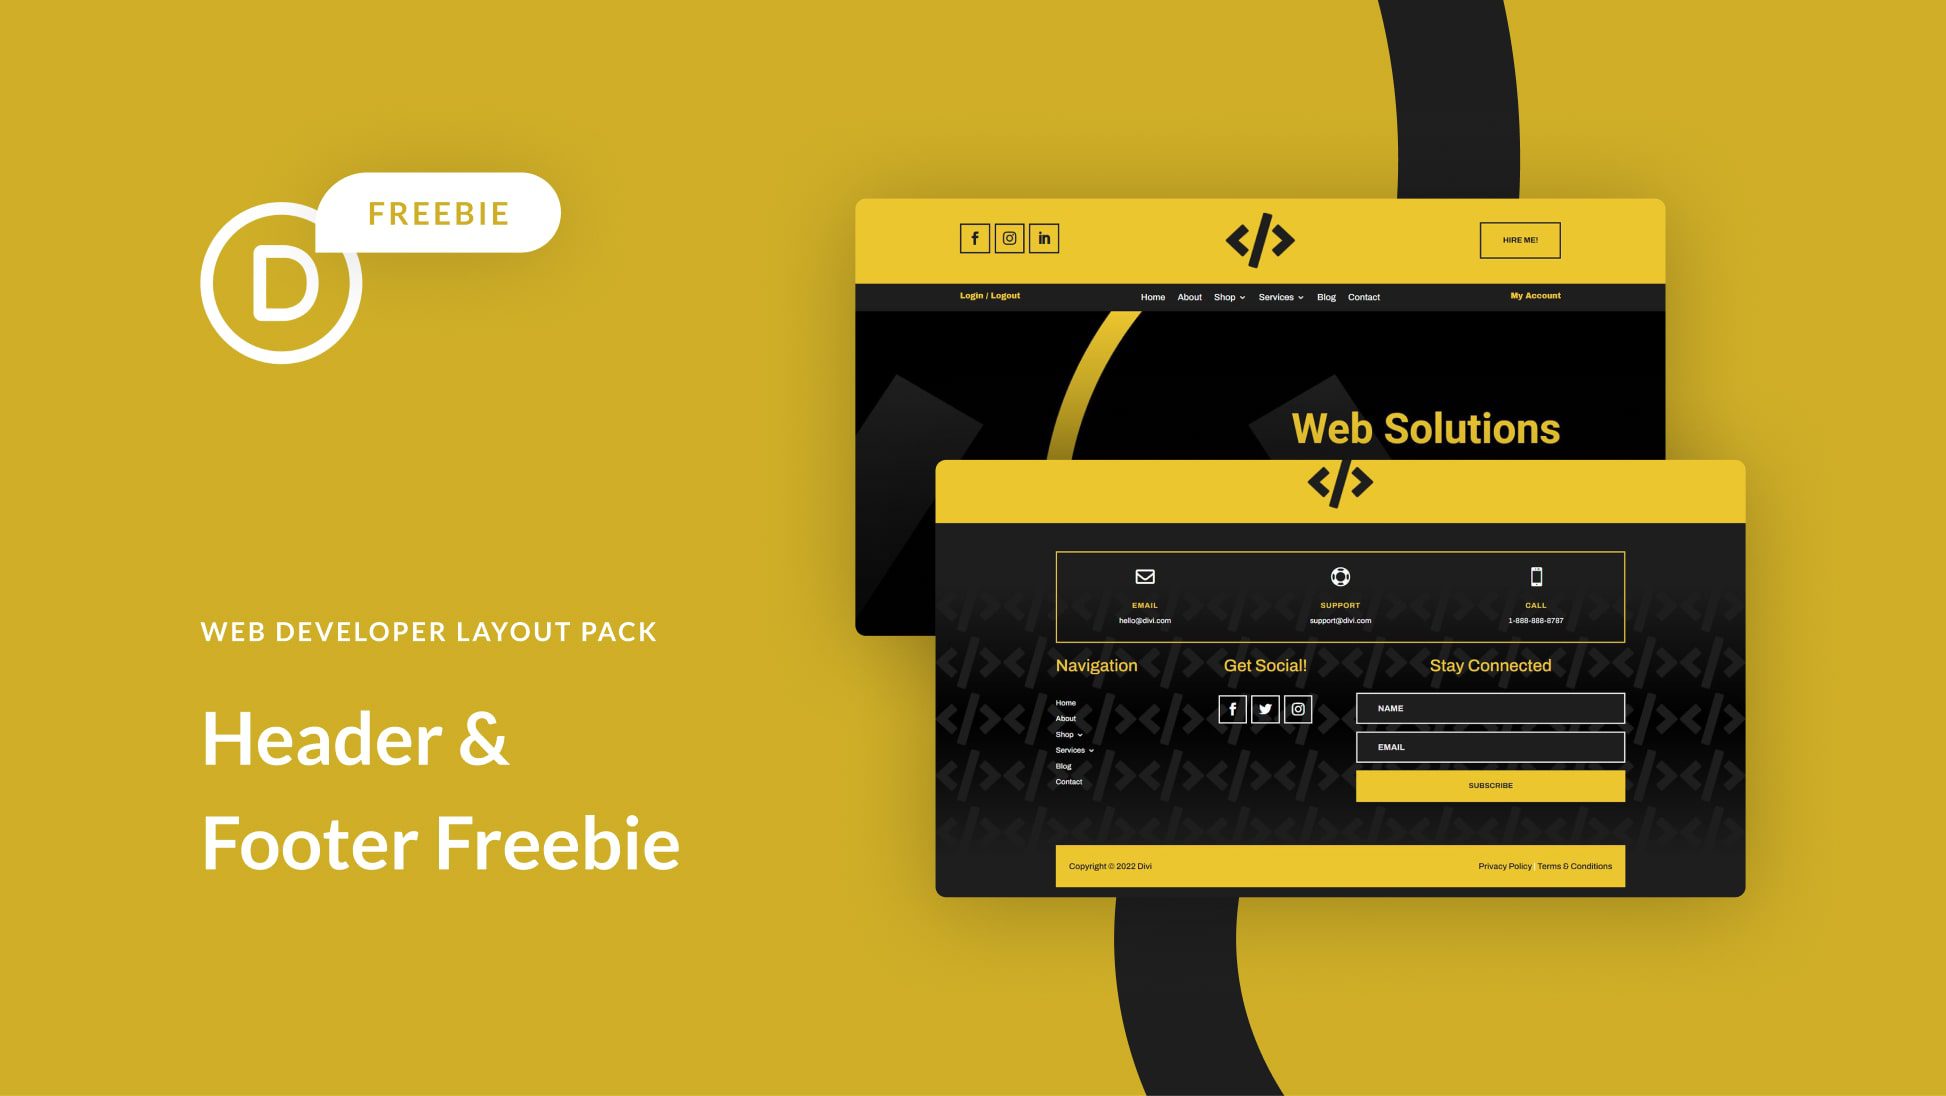 FREEBIE
D
WEB DEVELOPER LAYOUT PACK
Header &
Footer Freebie
HIRE ME!
Login / Logout
Home About Shop Services Blog Contact
My Account
Web Solutions
EMAIL
hello@divi.com
SUPPORT
support@divi.com
CALL
1-888-888-8787
Navigation
Home
About
Shop
Services
Blog
Contact
Get Social!
Stay Connected
NAME
EMAIL
SUBSCRIBE
Copyright © 2022 Divi
Privacy Policy | Terms & Conditions